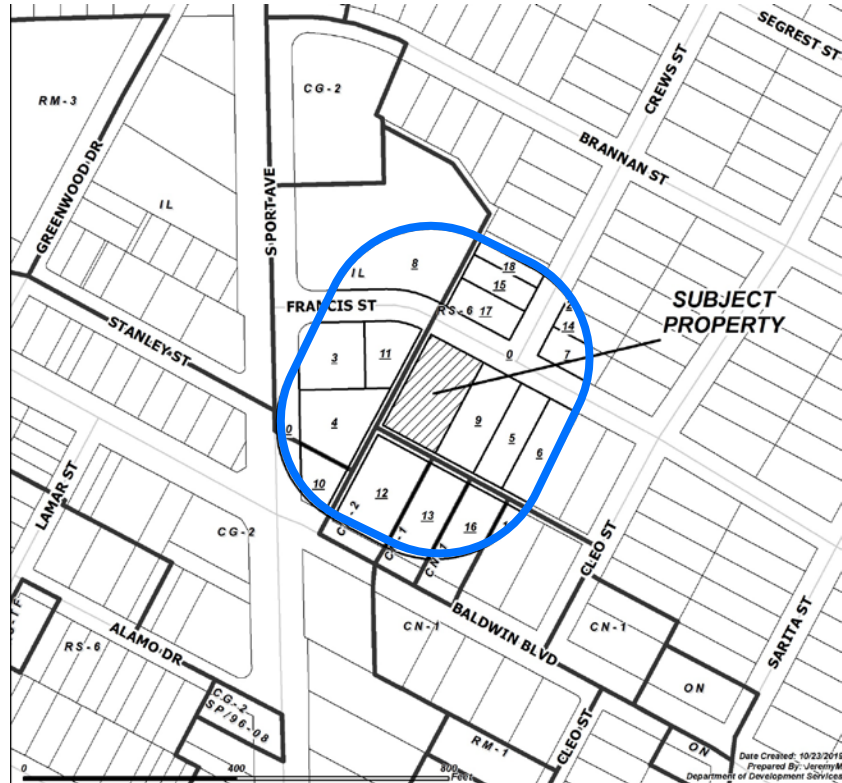 SEGREST ST
CREWS ST
CG-2
RM-3
BRANNAN ST
GREENWOOD DR
S PORT AVE
IL
8
18
IL
15
SUBJECT
PROPERTY
FRANCIS ST
RS-6
17
14
STANLEY ST
3
11
0
7
9
4
5
0
6
10
12
13
16
LAMAR ST
CG-2
CLEO ST
BALDWIN BLVD
CN-1
CN-1
SARITA ST
RS-6
ALAMO DR
ON
CG-2
SP/96-08
RM-1
CLEO ST
ON
Date Created: 10/23/2019
Prepared By: JeremyM
Department of Development Services
0
400
800
Feet